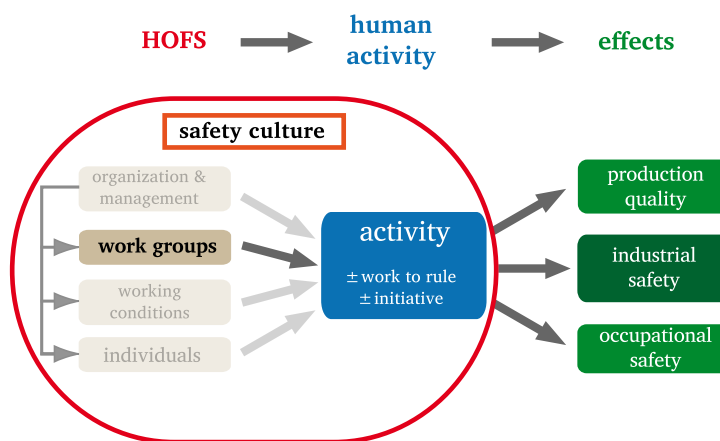 HOFS
human
activity
effects
safety culture
organization &
management
work groups
working
conditions
individuals
activity
± work to rule
± initiative
production
quality
industrial
safety
occupational
safety